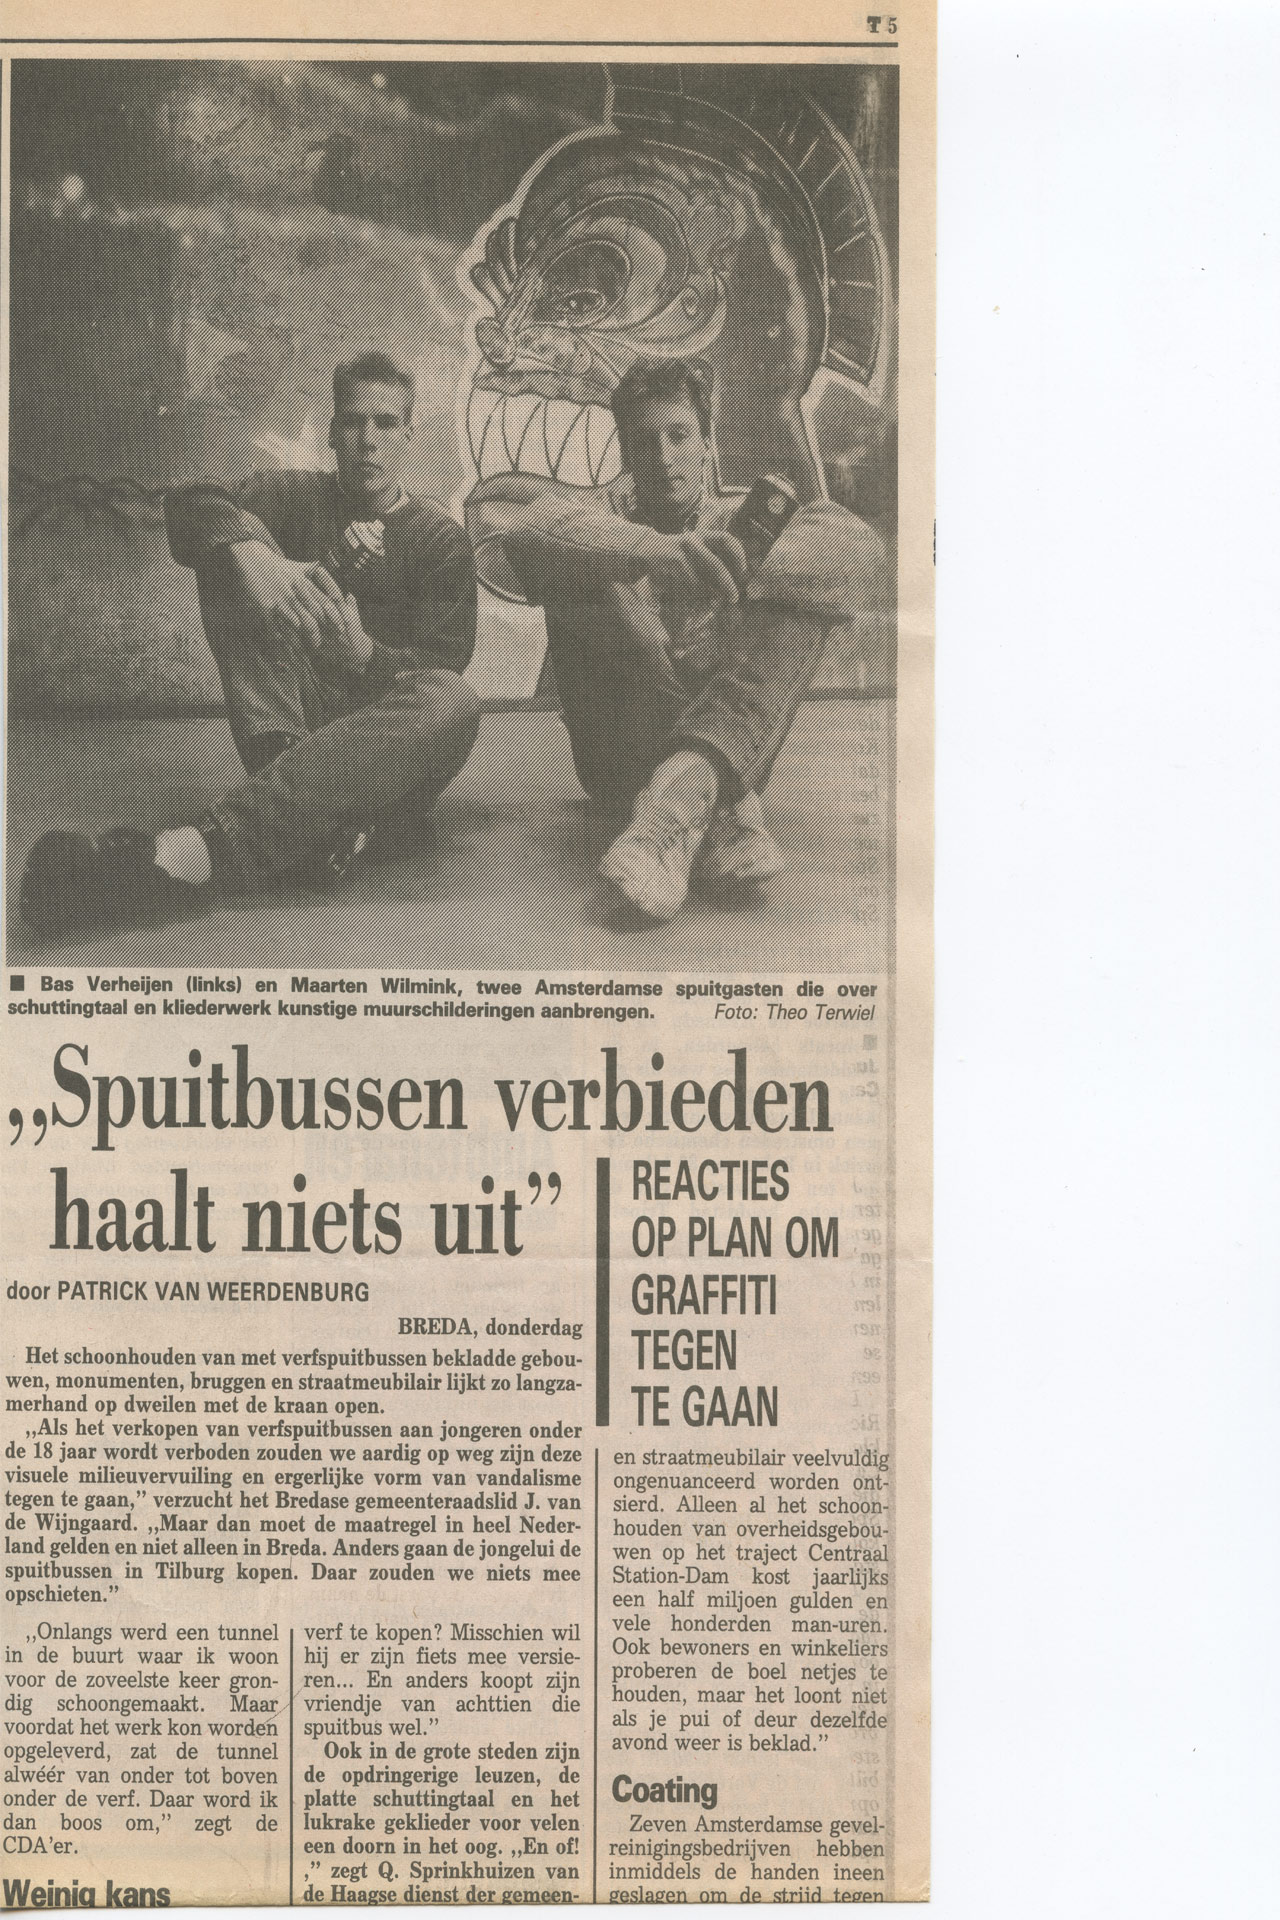 T 5
■ Bas Verheijen (links) en Maarten Wilmink, twee Amsterdamse spuitgasten die over
schuttingtaal en kliederwerk kunstige muurschilderingen aanbrengen. Foto: Theo Terwiel
„Spuitbussen verbieden
haalt niets uit”
REACTIES
OP PLAN OM
GRAFFITI
TEGEN
TE GAAN
door PATRICK VAN WEERDENBURG
BREDA, donderdag
Het schoonhouden van met verfspuitbussen bekladde gebou-
wen, monumenten, bruggen en straatmeubilair lijkt zo langza-
merhand op dweilen met de kraan open.
„Als het verkopen van verfspuitbussen aan jongeren onder
de 18 jaar wordt verboden zouden we aardig op weg zijn deze
visuele milieuvervuiling en ergerlijke vorm van vandalisme
tegen te gaan,” verzucht het Bredase gemeenteraadslid J. van
de Wijngaard. „Maar dan moet de maatregel in heel Neder-
land gelden en niet alleen in Breda. Anders gaan de jongelui de
spuitbussen in Tilburg kopen. Daar zouden we niets mee
opschieten.”
„Onlangs werd een tunnel
in de buurt waar ik woon
voor de zoveelste keer gron-
dig schoongemaakt. Maar
voordat het werk kon worden
opgeleverd, zat de tunnel
alwéér van onder tot boven
onder de verf. Daar word ik
dan boos om,” zegt de
CDA’er.
Weinig kans
verf te kopen? Misschien wil
hij er zijn fiets mee versie-
ren... En anders koopt zijn
vriendje van achttien die
spuitbus wel.”
Ook in de grote steden zijn
de opdringerige leuzen, de
platte schuttingtaal en het
lukrake geklieder voor velen
een doorn in het oog. „En of!
,” zegt Q. Sprinkhuizen van
de Haagse dienst der gemeen-
en straatmeubilair veelvuldig
ongenuanceerd worden ont-
sierd. Alleen al het schoon-
houden van overheidsgebou-
wen op het traject Centraal
Station-Dam kost jaarlijks
een half miljoen gulden en
vele honderden man-uren.
Ook bewoners en winkeliers
proberen de boel netjes te
houden, maar het loont niet
als je pui of deur dezelfde
avond weer is beklad.”
Coating
Zeven Amsterdamse gevel-
reinigingsbedrijven hebben
inmiddels de handen ineen
geslagen om de strijd tegen